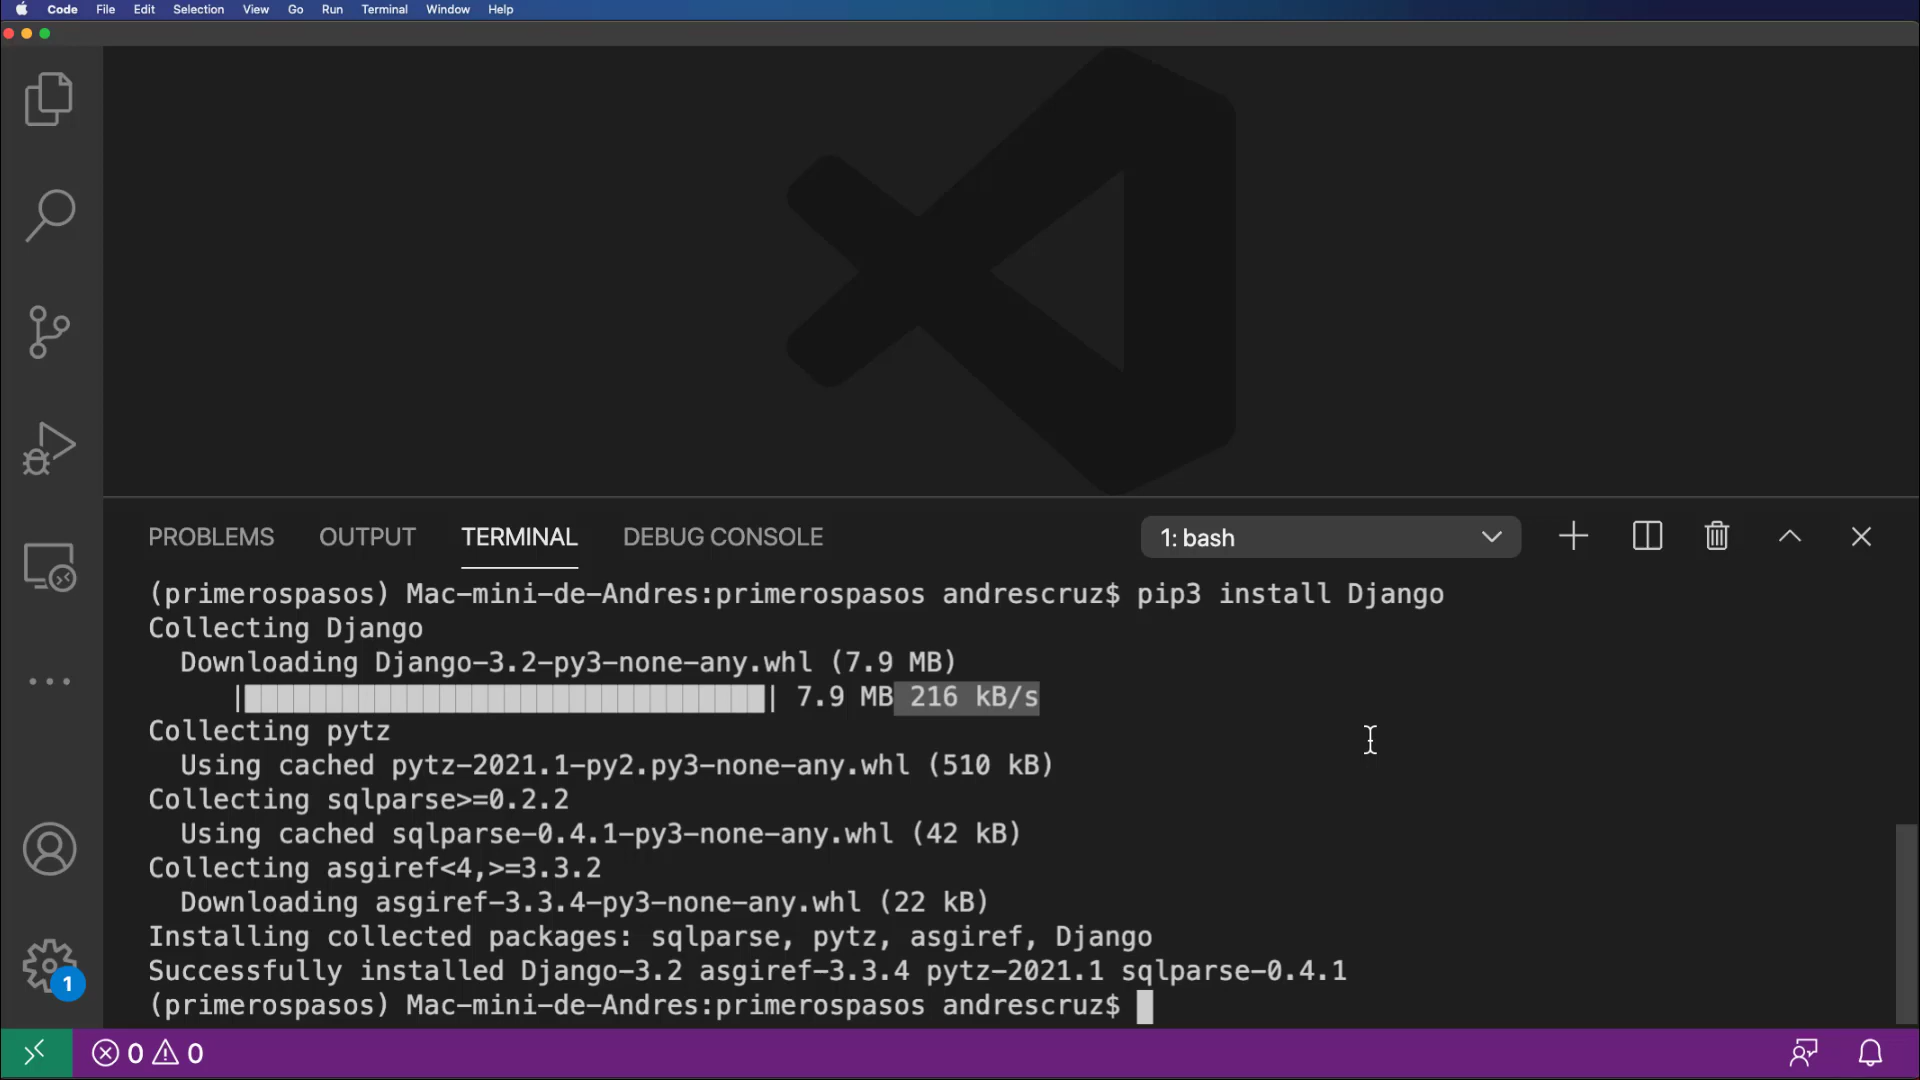 Code File Edit Selection View Go Run Terminal Window Help
PROBLEMS OUTPUT TERMINAL DEBUG CONSOLE 1: bash
(primerospasos) Mac-mini-de-Andres:primerospasos andrescruz$ pip3 install Django
Collecting Django
  Downloading Django-3.2-py3-none-any.whl (7.9 MB)
     |████████████████████████████████| 7.9 MB 216 kB/s
Collecting pytz
  Using cached pytz-2021.1-py2.py3-none-any.whl (510 kB)
Collecting sqlparse>=0.2.2
  Using cached sqlparse-0.4.1-py3-none-any.whl (42 kB)
Collecting asgiref<4,>=3.3.2
  Downloading asgiref-3.3.4-py3-none-any.whl (22 kB)
Installing collected packages: sqlparse, pytz, asgiref, Django
Successfully installed Django-3.2 asgiref-3.3.4 pytz-2021.1 sqlparse-0.4.1
(primerospasos) Mac-mini-de-Andres:primerospasos andrescruz$
1
0 0